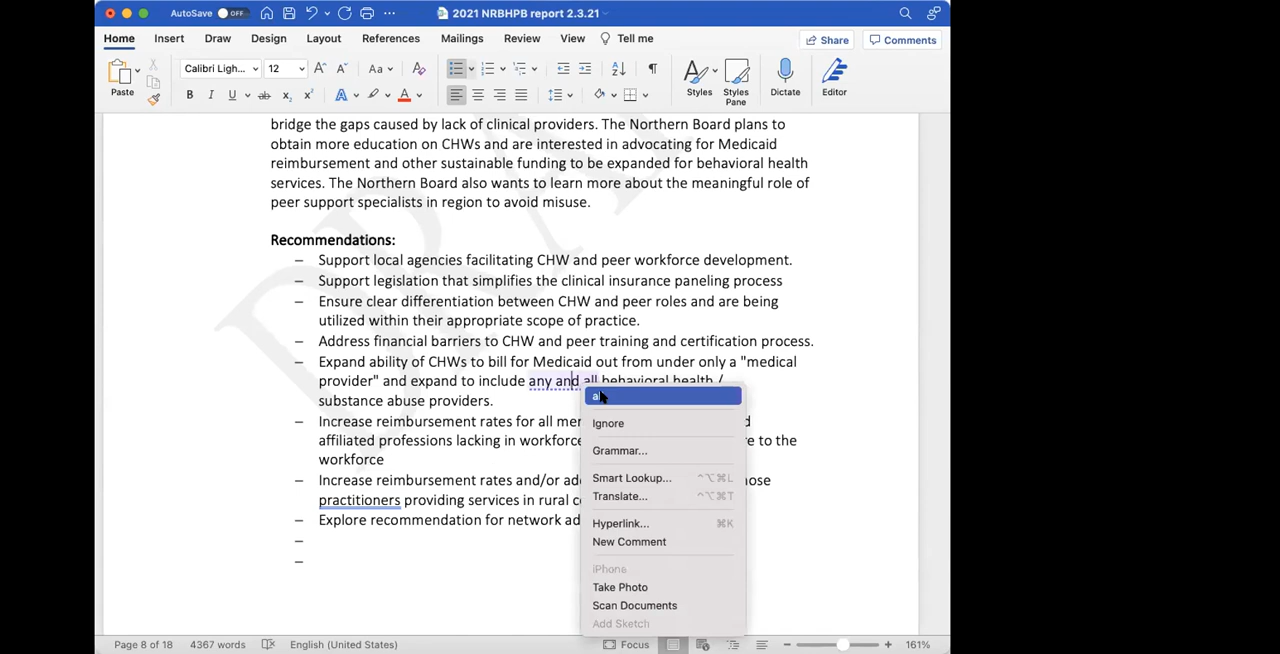 AutoSave OFF 2021 NRBHPB report 2.3.21
Home Insert Draw Design Layout References Mailings Review View Tell me Share Comments
Paste Calibri Ligh... 12 Aa Styles Styles Pane Dictate Editor
bridge the gaps caused by lack of clinical providers. The Northern Board plans to
obtain more education on CHWs and are interested in advocating for Medicaid
reimbursement and other sustainable funding to be expanded for behavioral health
services. The Northern Board also wants to learn more about the meaningful role of
peer support specialists in region to avoid misuse.
Recommendations:
– Support local agencies facilitating CHW and peer workforce development.
– Support legislation that simplifies the clinical insurance paneling process
– Ensure clear differentiation between CHW and peer roles and are being
utilized within their appropriate scope of practice.
– Address financial barriers to CHW and peer training and certification process.
– Expand ability of CHWs to bill for Medicaid out from under only a "medical
provider" and expand to include any and all behavioral health /
substance abuse providers.
– Increase reimbursement rates for all
affiliated professions lacking in workforce to the
workforce
– Increase reimbursement rates and/or
practitioners providing services in rural
– Explore recommendation for network
–
–
Ignore
Grammar...
Smart Lookup... ⌃⌥⌘L
Translate... ⌃⌥⌘T
Hyperlink... ⌘K
New Comment
iPhone
Take Photo
Scan Documents
Add Sketch
Page 8 of 18 4367 words English (United States) Focus 161%